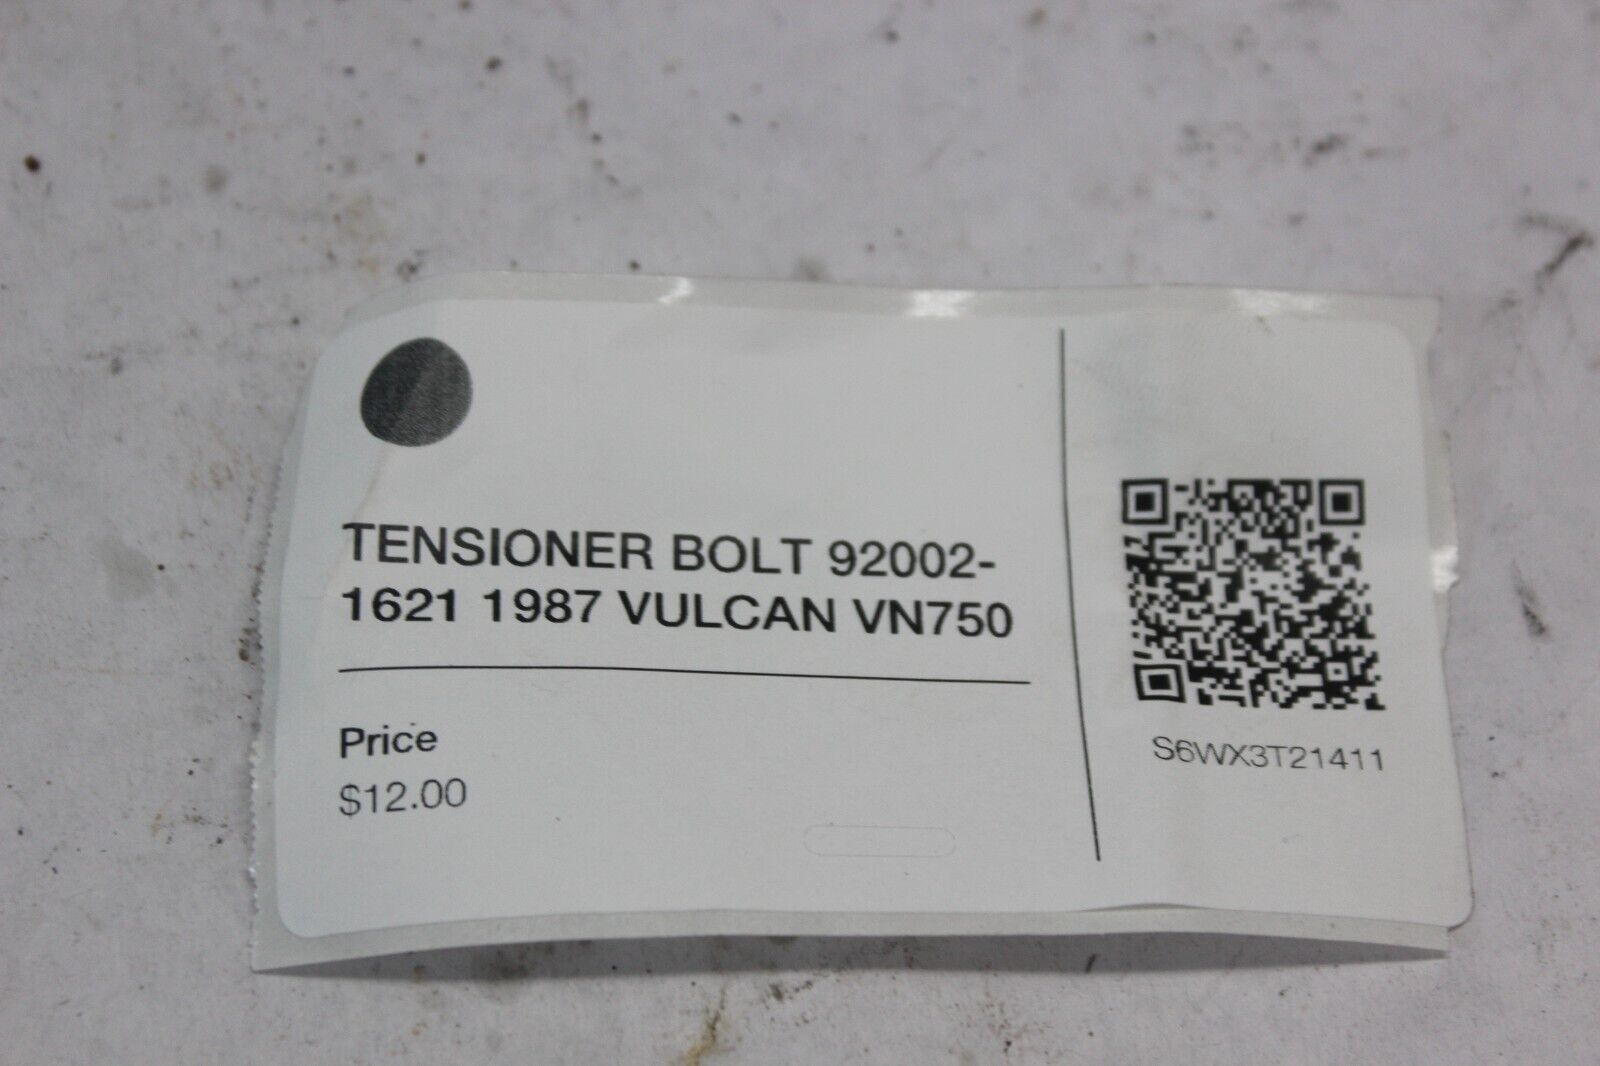 TENSIONER BOLT 92002-
1621 1987 VULCAN VN750
Price
$12.00
S6WX3T21411